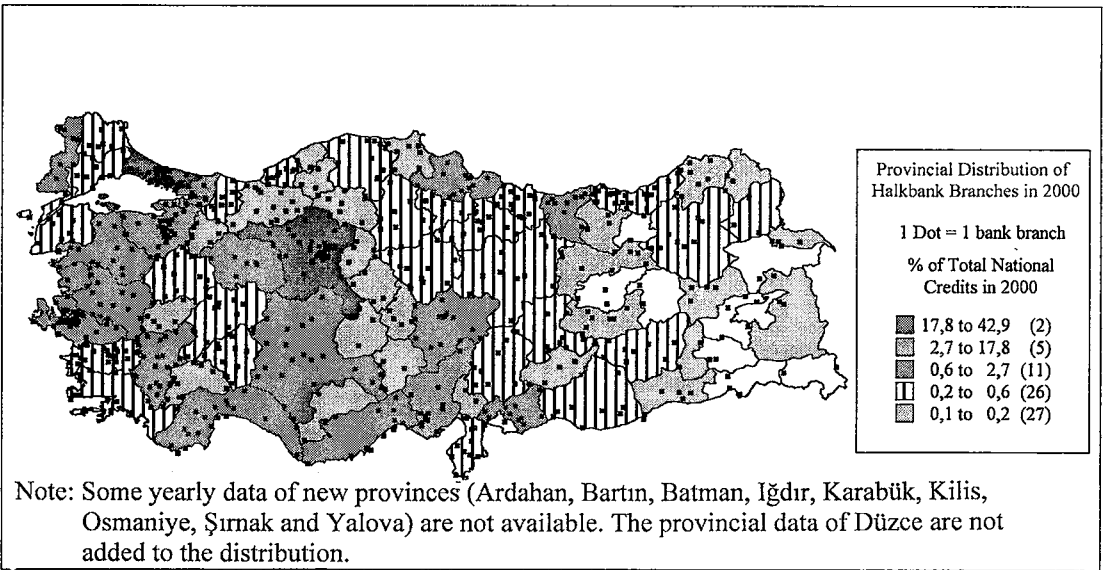 Provincial Distribution of
Halkbank Branches in 2000
1 Dot = 1 bank branch
% of Total National
Credits in 2000
17,8 to 42,9 (2)
2,7 to 17,8 (5)
0,6 to 2,7 (11)
0,2 to 0,6 (26)
0,1 to 0,2 (27)
Note: Some yearly data of new provinces (Ardahan, Bartın, Batman, Iğdır, Karabük, Kilis,
Osmaniye, Şırnak and Yalova) are not available. The provincial data of Düzce are not
added to the distribution.